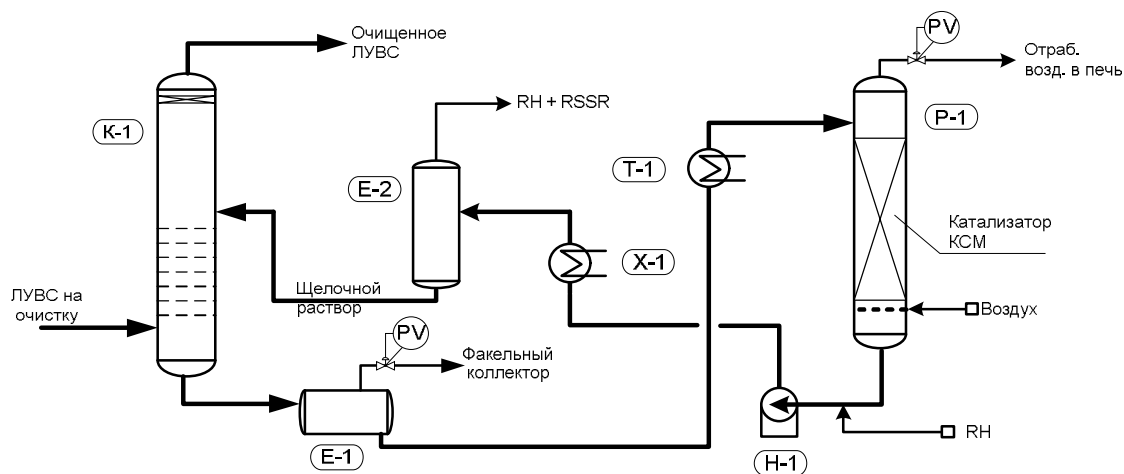 Очищенное
ЛУВС
К-1
RH + RSSR
Е-2
Т-1
PV
Отраб.
возд. в печь
Р-1
Катализатор
КСМ
Х-1
ЛУВС на
очистку
Щелочной
раствор
Воздух
PV
Факельный
коллектор
Е-1
Н-1
RH